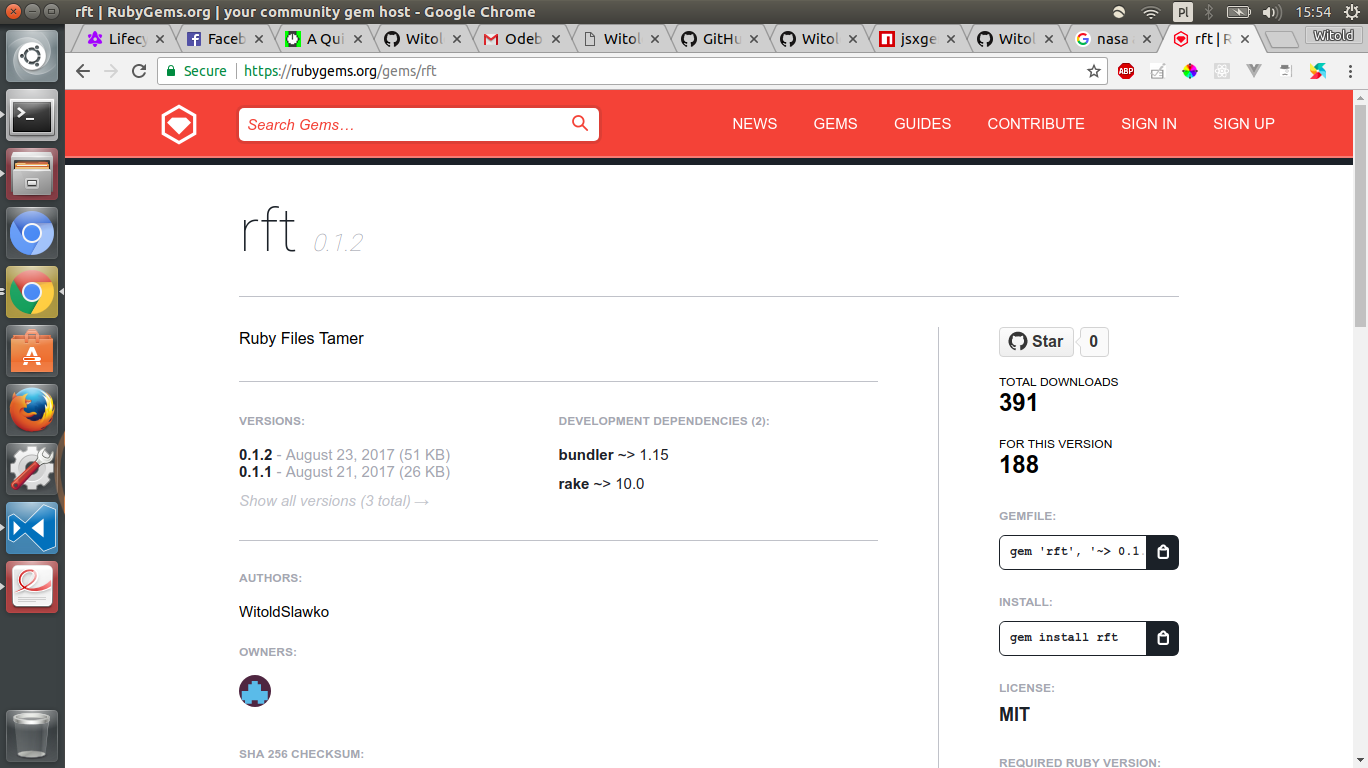 rft | RubyGems.org | your community gem host - Google Chrome
Pl
15:54
Lifecy
Faceb
A Qui
Witol
Odeb
Witol
GitHu
Witol
jsxge
Witol
nasa
rft | R
Witold
Secure
https://rubygems.org/gems/rft
ABP
Search Gems…
NEWS
GEMS
GUIDES
CONTRIBUTE
SIGN IN
SIGN UP
rft 0.1.2
Ruby Files Tamer
VERSIONS:
0.1.2 - August 23, 2017 (51 KB)
0.1.1 - August 21, 2017 (26 KB)
Show all versions (3 total) →
DEVELOPMENT DEPENDENCIES (2):
bundler ~> 1.15
rake ~> 10.0
AUTHORS:
WitoldSlawko
OWNERS:
SHA 256 CHECKSUM:
Star
0
TOTAL DOWNLOADS
391
FOR THIS VERSION
188
GEMFILE:
gem 'rft', '~> 0.1
INSTALL:
gem install rft
LICENSE:
MIT
REQUIRED RUBY VERSION: